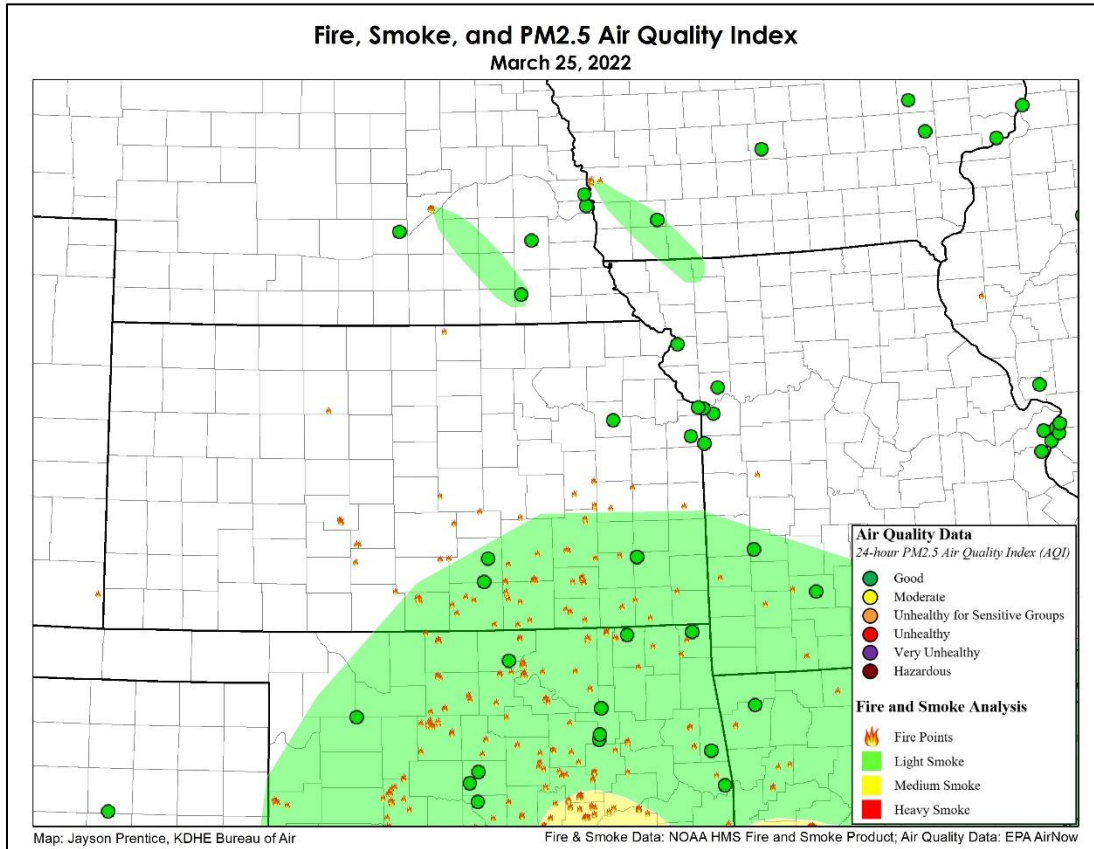 Fire, Smoke, and PM2.5 Air Quality Index
March 25, 2022
Air Quality Data
24-hour PM2.5 Air Quality Index (AQI)
Good
Moderate
Unhealthy for Sensitive Groups
Unhealthy
Very Unhealthy
Hazardous
Fire and Smoke Analysis
Fire Points
Light Smoke
Medium Smoke
Heavy Smoke
Map: Jayson Prentice, KDHE Bureau of Air
Fire & Smoke Data: NOAA HMS Fire and Smoke Product; Air Quality Data: EPA AirNow